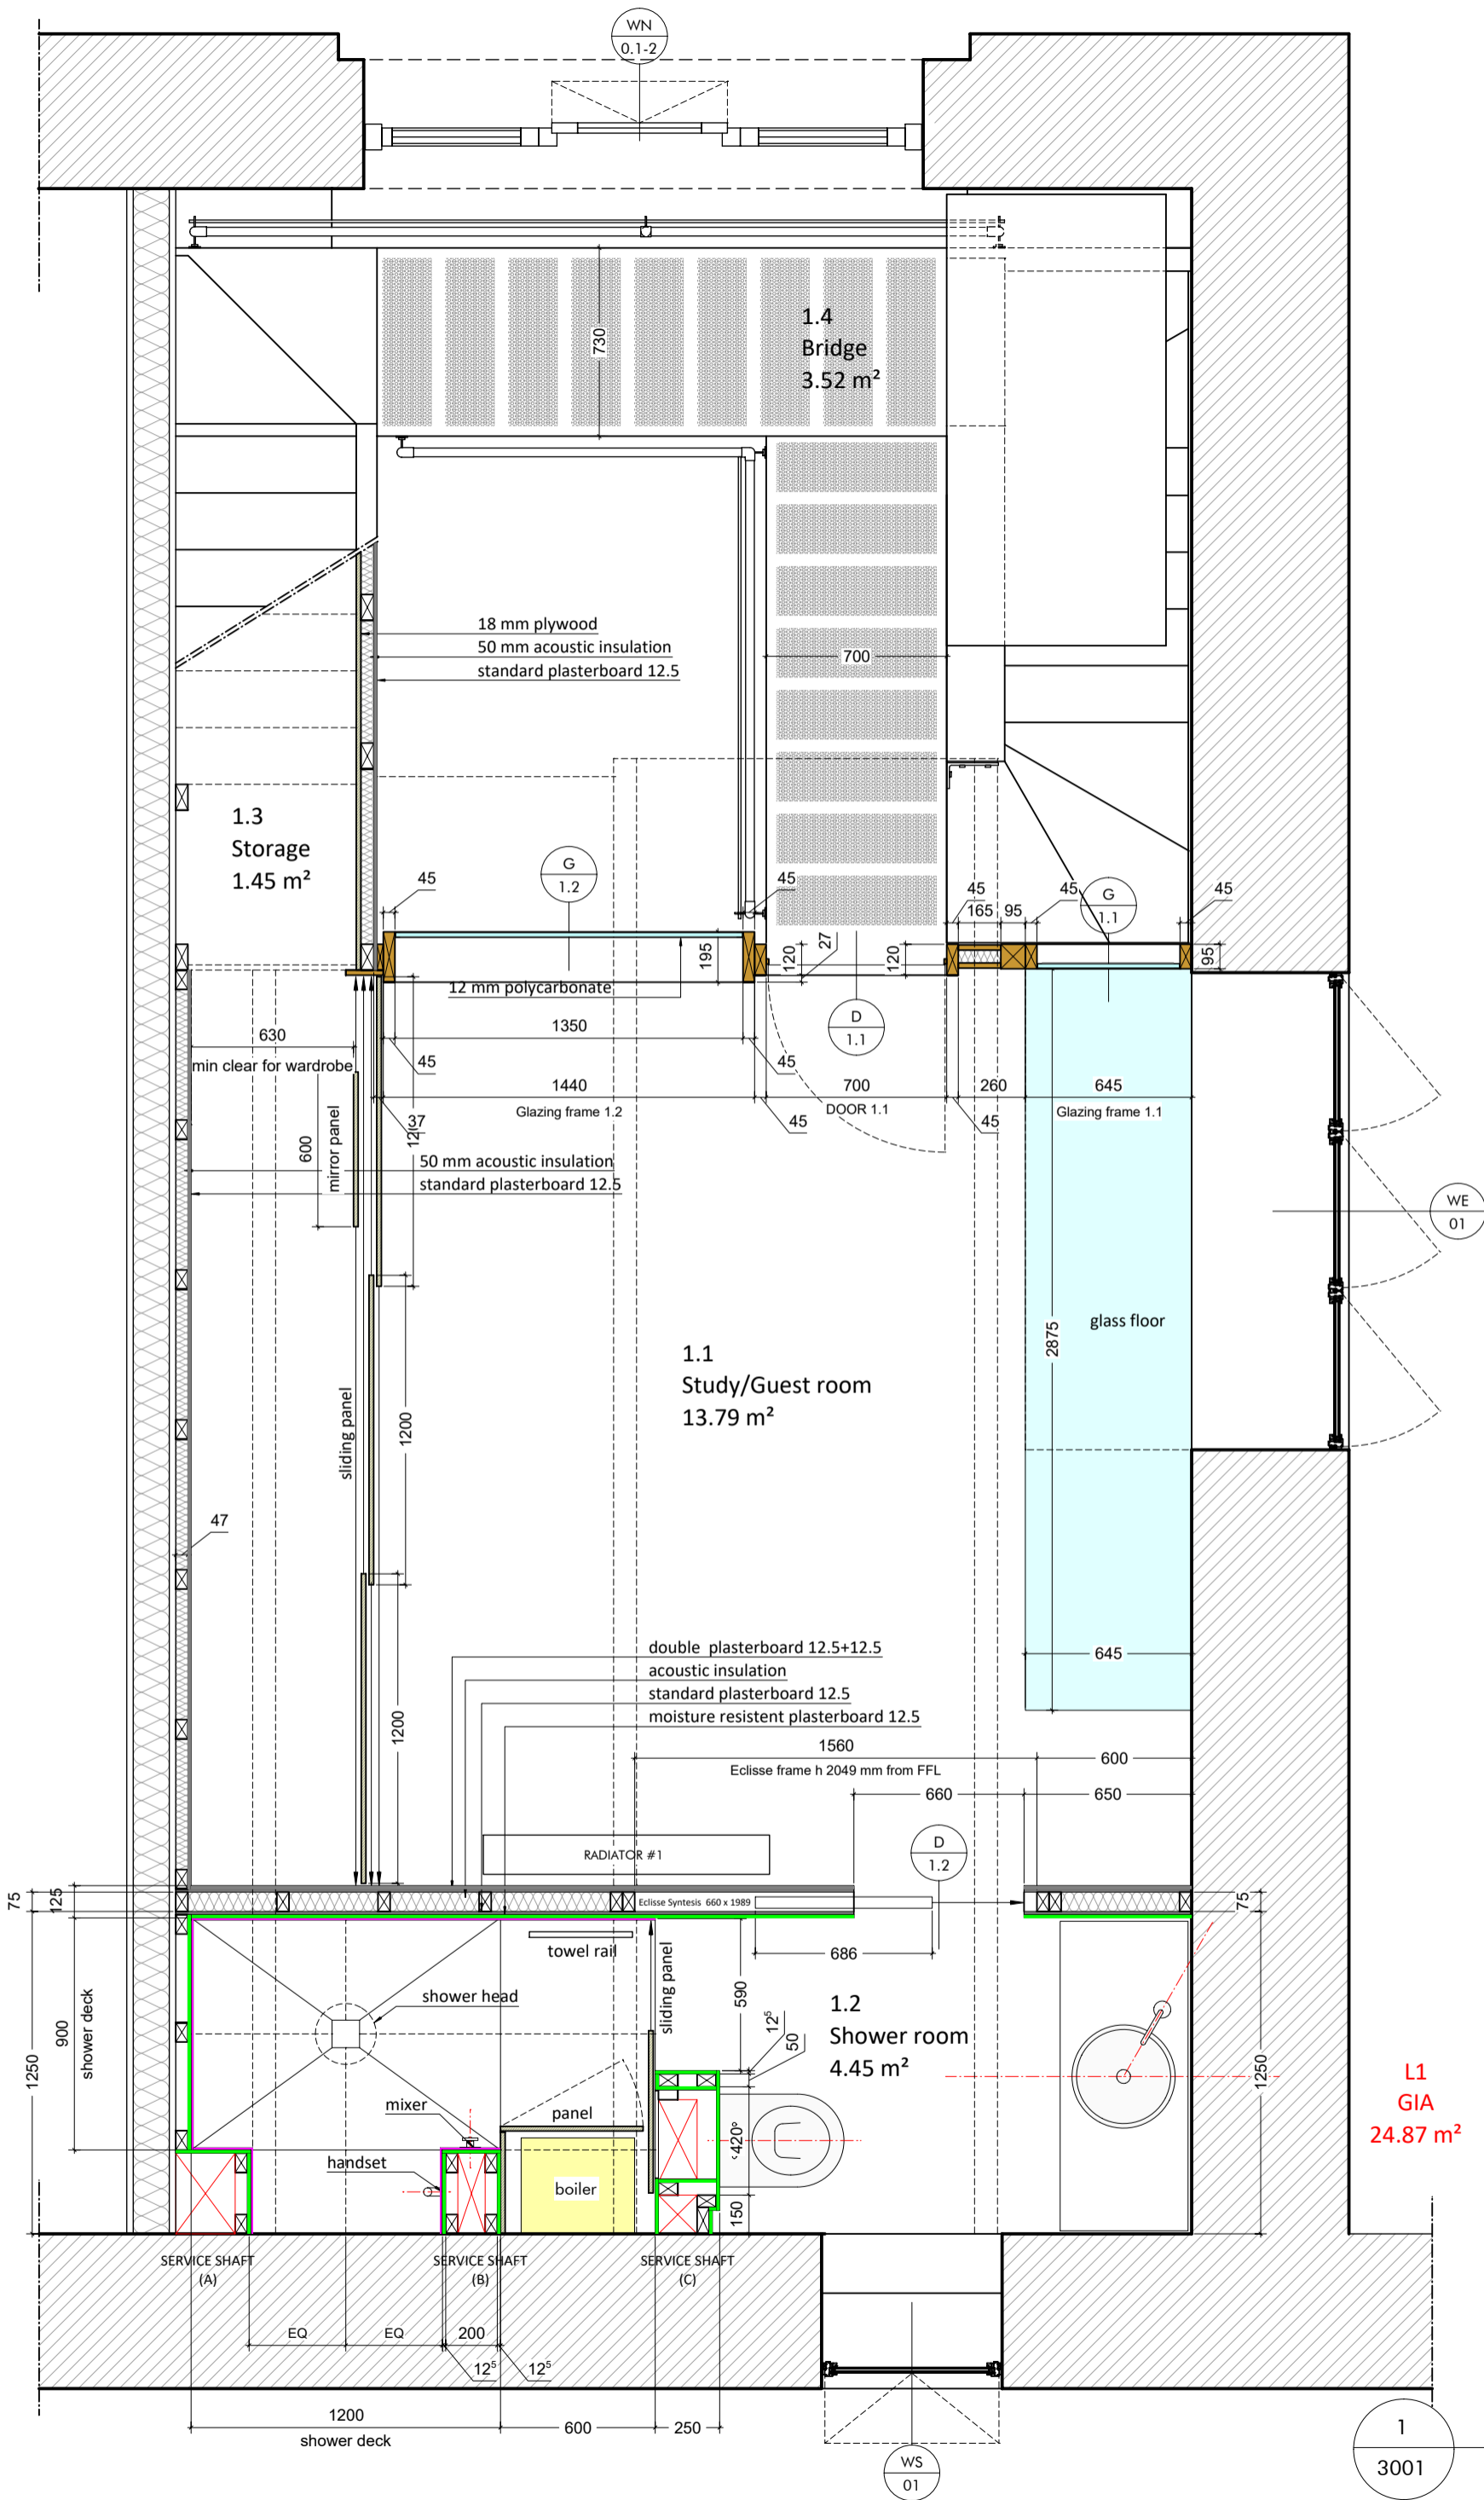 WN
0.1-2
730
1.4
Bridge
3.52 m²
18 mm plywood
50 mm acoustic insulation
standard plasterboard 12.5
700
1.3
Storage
1.45 m²
45
G
1.2
45
45
165
95
45
G
1.1
45
195
120
27
120
95
12 mm polycarbonate
D
1.1
630
min clear for wardrobe
1350
45
45
1440
700
260
645
Glazing frame 1.2
DOOR 1.1
Glazing frame 1.1
37
45
45
600
mirror panel
50 mm acoustic insulation
standard plasterboard 12.5
WE
01
glass floor
2875
1.1
Study/Guest room
13.79 m²
sliding panel
1200
47
645
double plasterboard 12.5+12.5
acoustic insulation
standard plasterboard 12.5
moisture resistent plasterboard 12.5
1200
1560
600
Eclisse frame h 2049 mm from FFL
660
650
RADIATOR #1
D
1.2
75
125
Eclisse Syntesis 660 x 1989
75
towel rail
686
sliding panel
590
shower head
12⁵
50
1.2
Shower room
4.45 m²
900
shower deck
1250
1250
L1
GIA
24.87 m²
mixer
panel
420
handset
boiler
150
SERVICE SHAFT
(A)
SERVICE SHAFT
(B)
SERVICE SHAFT
(C)
EQ
EQ
200
12⁵
12⁵
1200
shower deck
600
250
WS
01
1
3001